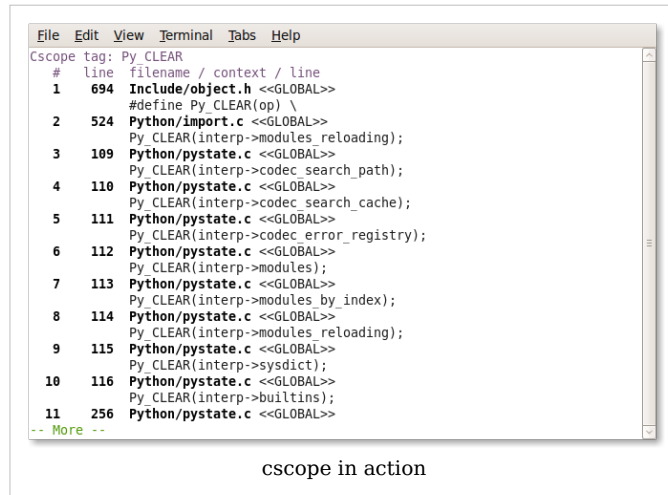 File Edit View Terminal Tabs Help
Cscope tag: Py_CLEAR
# line filename / context / line
1 694 Include/object.h <<GLOBAL>>
#define Py_CLEAR(op) \
2 524 Python/import.c <<GLOBAL>>
Py_CLEAR(interp->modules_reloading);
3 109 Python/pystate.c <<GLOBAL>>
Py_CLEAR(interp->codec_search_path);
4 110 Python/pystate.c <<GLOBAL>>
Py_CLEAR(interp->codec_search_cache);
5 111 Python/pystate.c <<GLOBAL>>
Py_CLEAR(interp->codec_error_registry);
6 112 Python/pystate.c <<GLOBAL>>
Py_CLEAR(interp->modules);
7 113 Python/pystate.c <<GLOBAL>>
Py_CLEAR(interp->modules_by_index);
8 114 Python/pystate.c <<GLOBAL>>
Py_CLEAR(interp->modules_reloading);
9 115 Python/pystate.c <<GLOBAL>>
Py_CLEAR(interp->sysdict);
10 116 Python/pystate.c <<GLOBAL>>
Py_CLEAR(interp->builtins);
11 256 Python/pystate.c <<GLOBAL>>
-- More --
cscope in action